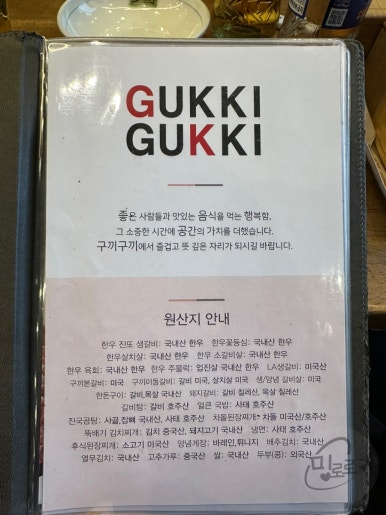 GUKKI
GUKKI
좋은 사람들과 맛있는 음식을 먹는 행복함,
그 소중한 시간에 공간의 가치를 더했습니다.
구끼구끼에서 즐겁고 뜻 깊은 자리가 되시길 바랍니다.
원산지 안내
한우 진또 생갈비: 국내산 한우 한우꽃등심: 국내산 한우
한우살치살: 국내산 한우 한우 소갈비살: 국내산 한우
한우 육회: 국내산 한우 한우 주물럭: 업진살 국내산 한우 LA생갈비: 미국산
구끼본갈비: 미국 구끼이동갈비: 갈비 미국, 살치살 미국 생/양념 갈비살: 미국
한돈구이: 갈비,목살 국내산 돼지갈비: 갈비 칠레산, 목살 칠레산
갈비탕: 갈비 호주산 얼큰 국밥: 사태 호주산
진국곰탕: 사골,잡뼈 국내산, 사태 호주산 차돌된장찌개* 차돌 미국산/호주산
뚝배기 김치찌개: 김치 중국산, 돼지고기 국내산 냉면: 사태 호주산
후식된장찌개: 소고기 미국산 양념게장: 바레인,튀니지 배추김치: 국내산
열무김치: 국내산 고추가루: 중국산 쌀: 국내산 두부(콩): 외국산
밍로로